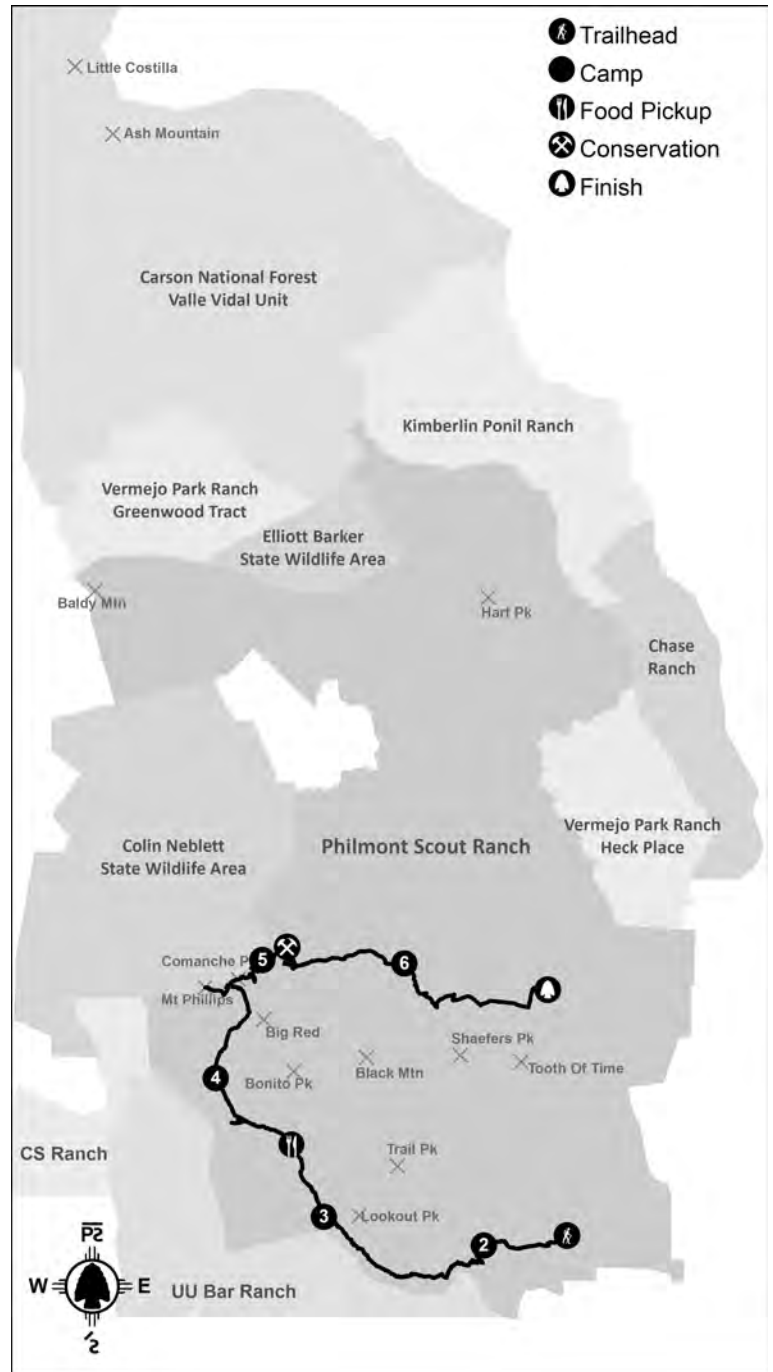 Trailhead
Camp
Food Pickup
Conservation
Finish
Little Costilla
Ash Mountain
Carson National Forest
Valle Vidal Unit
Kimberlin Ponil Ranch
Vermejo Park Ranch
Greenwood Tract
Elliott Barker
State Wildlife Area
Baldy Mtn
Hart Pk
Chase
Ranch
Colin Neblett
State Wildlife Area
Philmont Scout Ranch
Vermejo Park Ranch
Heck Place
Comanche P
5
6
Mt Phillips
Big Red
Shaefers Pk
Black Mtn
Tooth Of Time
Bonito Pk
4
CS Ranch
Trail Pk
3
Lookout Pk
2
W
E
UU Bar Ranch